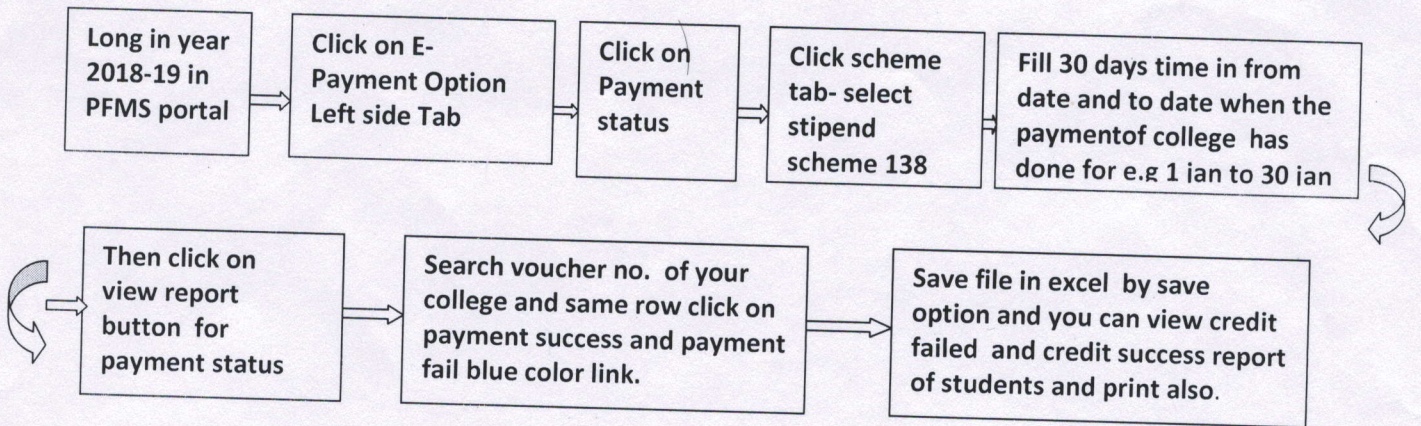 Long in year
2018-19 in
PFMS portal
Click on E-
Payment Option
Left side Tab
Click on
Payment
status
Click scheme
tab- select
stipend
scheme 138
Fill 30 days time in from
date and to date when the
paymentof college has
done for e.g 1 ian to 30 ian
Then click on
view report
button for
payment status
Search voucher no. of your
college and same row click on
payment success and payment
fail blue color link.
Save file in excel by save
option and you can view credit
failed and credit success report
of students and print also.